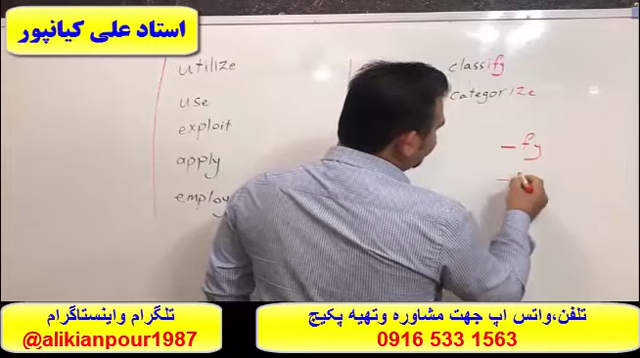 استاد علی کیانپور
utilize
use
exploit
apply
employ
classify
categorize
– fy
تلفن،واتس اپ جهت مشاوره وتهیه پکیج
0916 533 1563
تلگرام واینستاگرام
@alikianpour1987